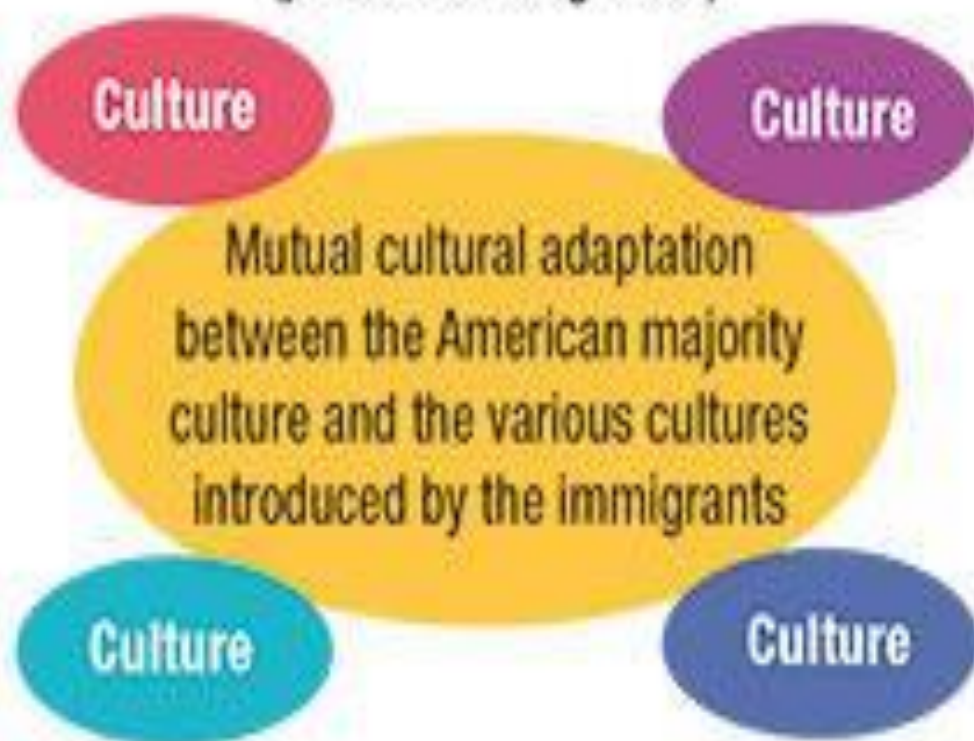 Culture
Culture
Mutual cultural adaptation
between the American majority
culture and the various cultures
introduced by the immigrants
Culture
Culture